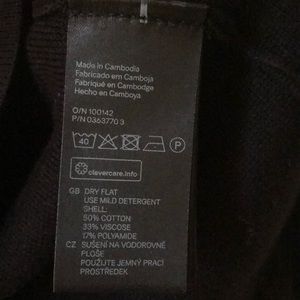 Made in Cambodia
Fabricado em Camboja
Fabriqué en Cambodge
Hecho en Camboya
O/N 100142
P/N 0363770 3
40
P
clevercare.info
GB DRY FLAT
USE MILD DETERGENT
SHELL:
50% COTTON
33% VISCOSE
17% POLYAMIDE
CZ SUŠENÍ NA VODOROVNÉ
PLOŠE
POUŽIJTE JEMNÝ PRACÍ
PROSTŘEDEK